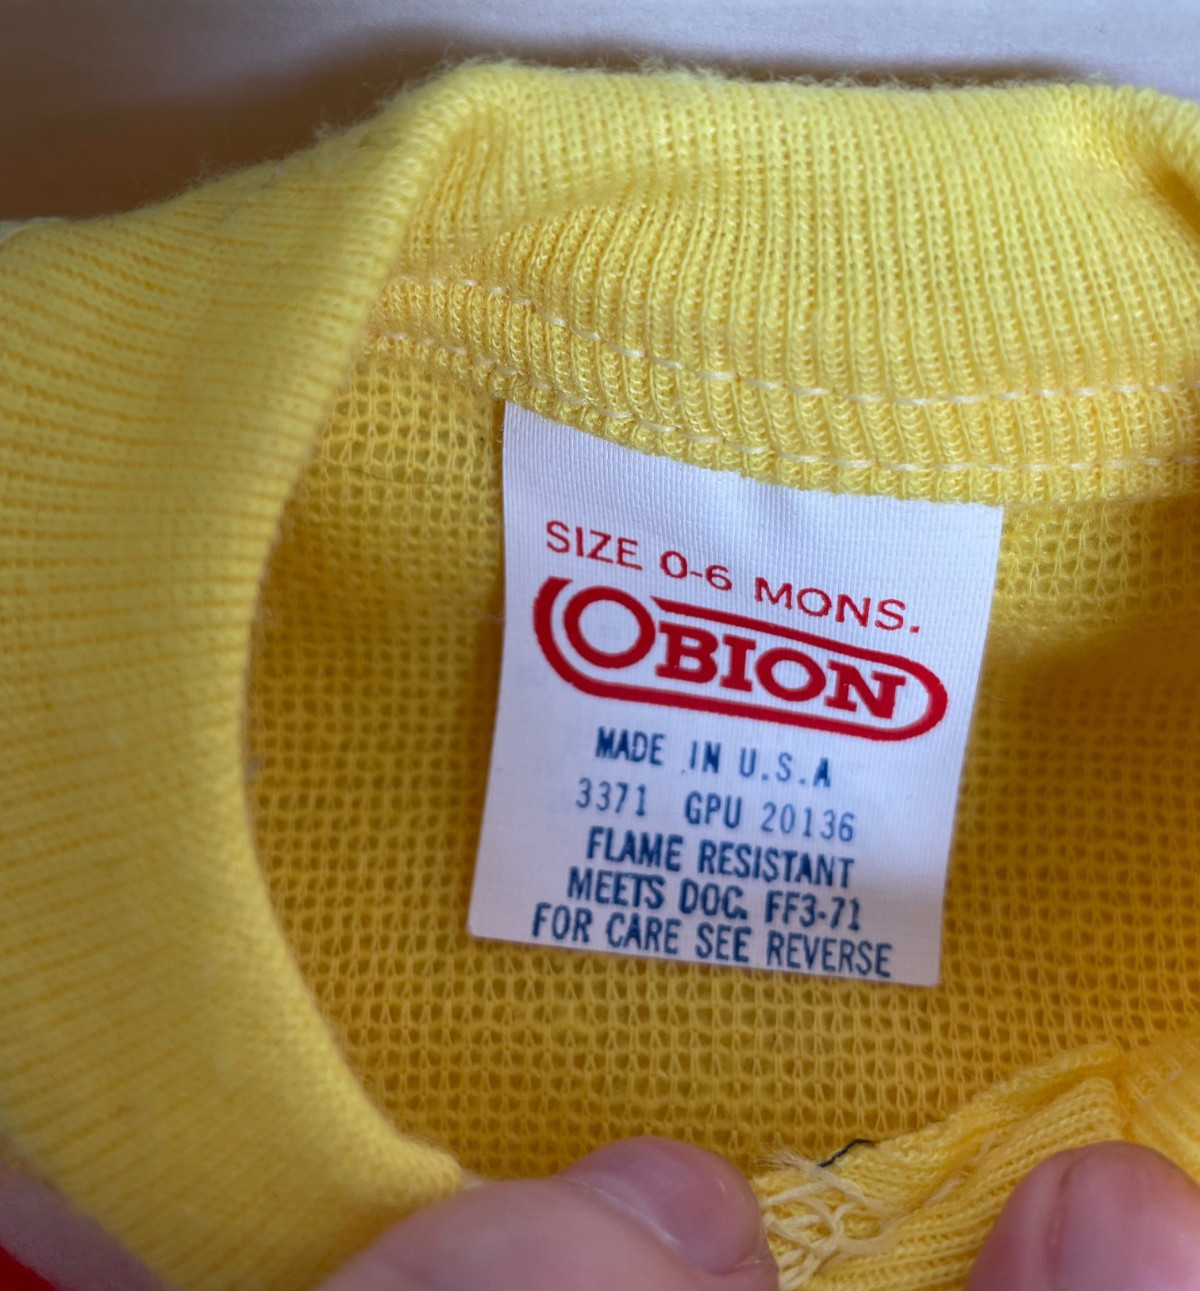 SIZE 0-6 MONS.
OBION
MADE IN U.S.A
3371 GPU 20136
FLAME RESISTANT
MEETS DOC. FF3-71
FOR CARE SEE REVERSE